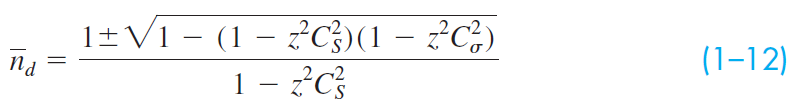 n̄_d = (1 ± √(1 − (1 − z²C_S²)(1 − z²C_σ²))) / (1 − z²C_S²) (1–12)